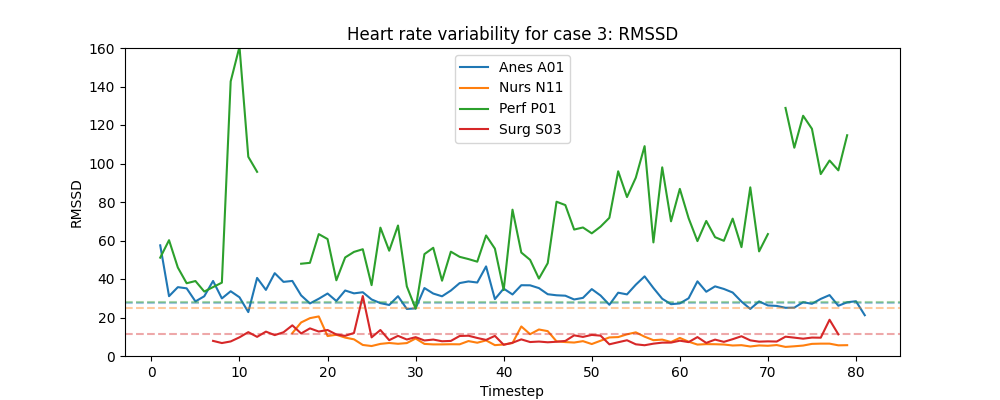 Heart rate variability for case 3: RMSSD
160
140
120
100
80
60
40
20
0
RMSSD
Anes A01
Nurs N11
Perf P01
Surg S03
0 10 20 30 40 50 60 70 80
Timestep